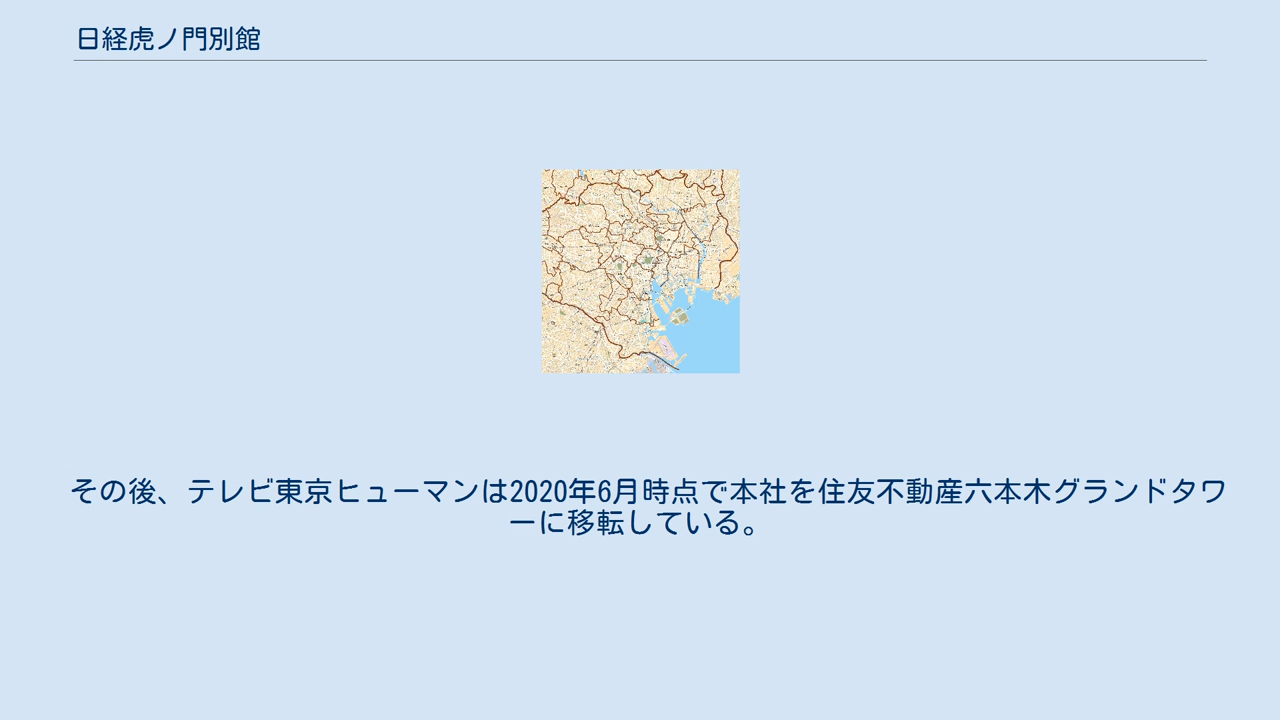 日経虎ノ門別館
その後、テレビ東京ヒューマンは2020年6月時点で本社を住友不動産六本木グランドタワ
ーに移転している。